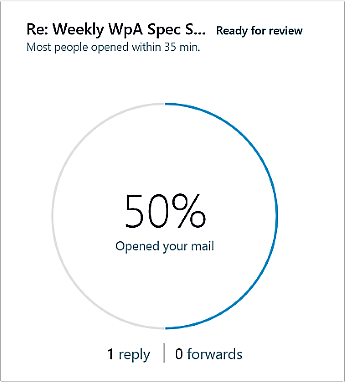 Re: Weekly WpA Spec S... Ready for review
Most people opened within 35 min.
50%
Opened your mail
1 reply | 0 forwards